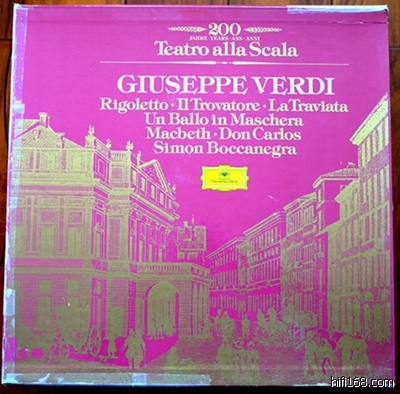 200
JAHRE·YEARS·ANS·ANNI
Teatro alla Scala
GIUSEPPE VERDI
Rigoletto · Il Trovatore · La Traviata
Un Ballo in Maschera
Macbeth · Don Carlos
Simon Boccanegra
hifi168.com